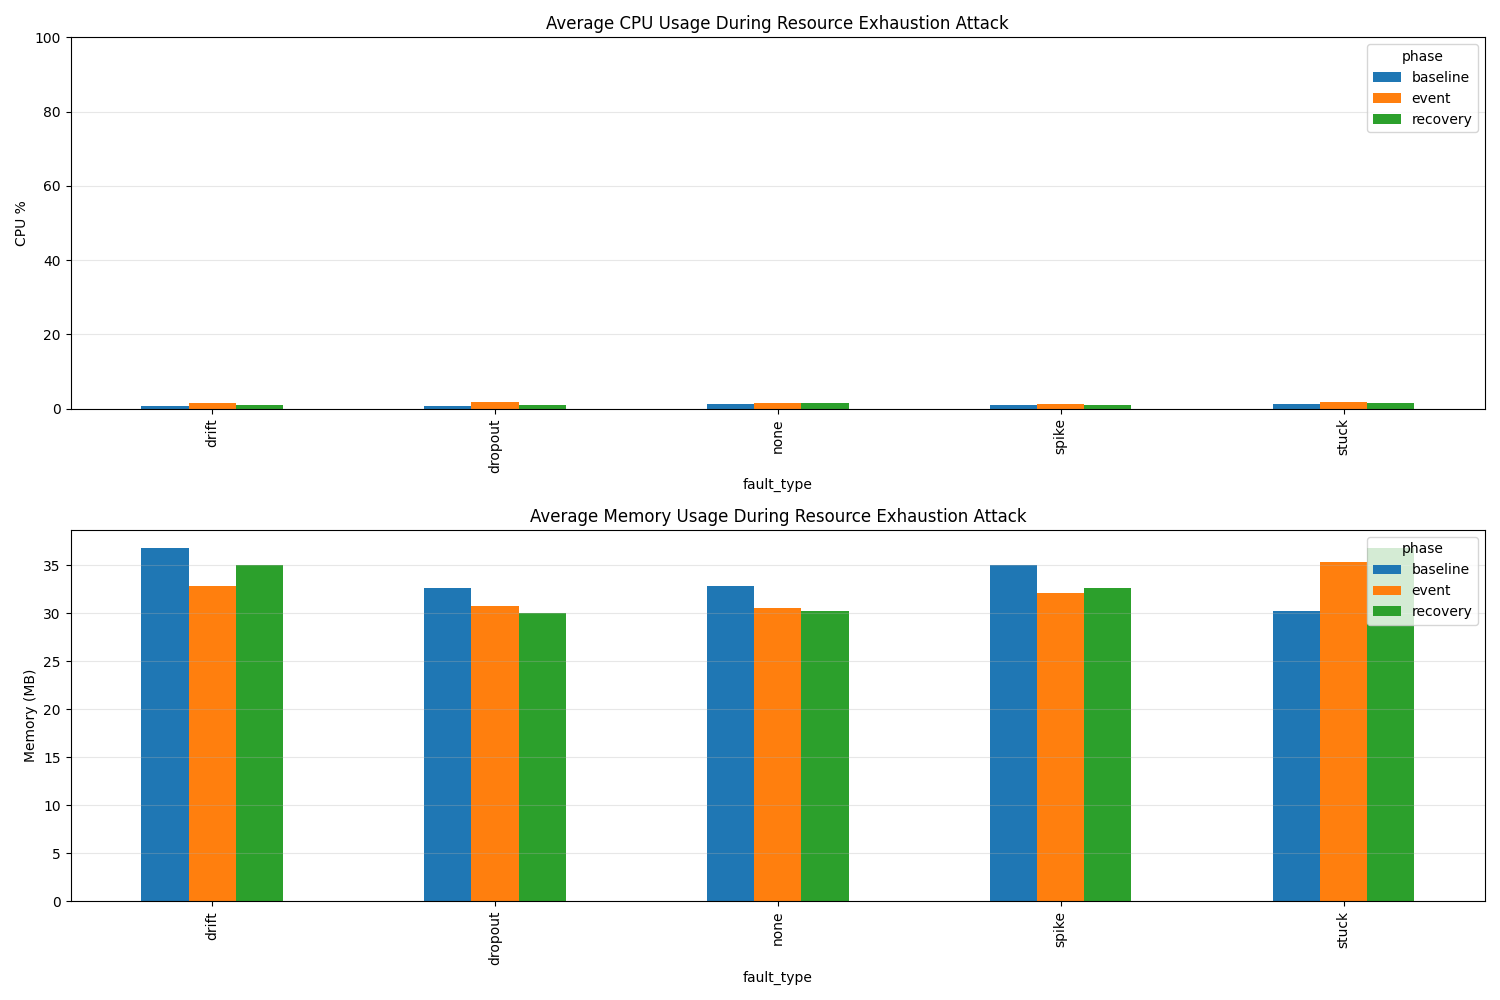 Average CPU Usage During Resource Exhaustion Attack
100
80
60
40
20
0
CPU %
phase
baseline
event
recovery
drift
dropout
none
spike
stuck
fault_type
Average Memory Usage During Resource Exhaustion Attack
35
30
25
20
15
10
5
0
Memory (MB)
phase
baseline
event
recovery
drift
dropout
none
spike
stuck
fault_type